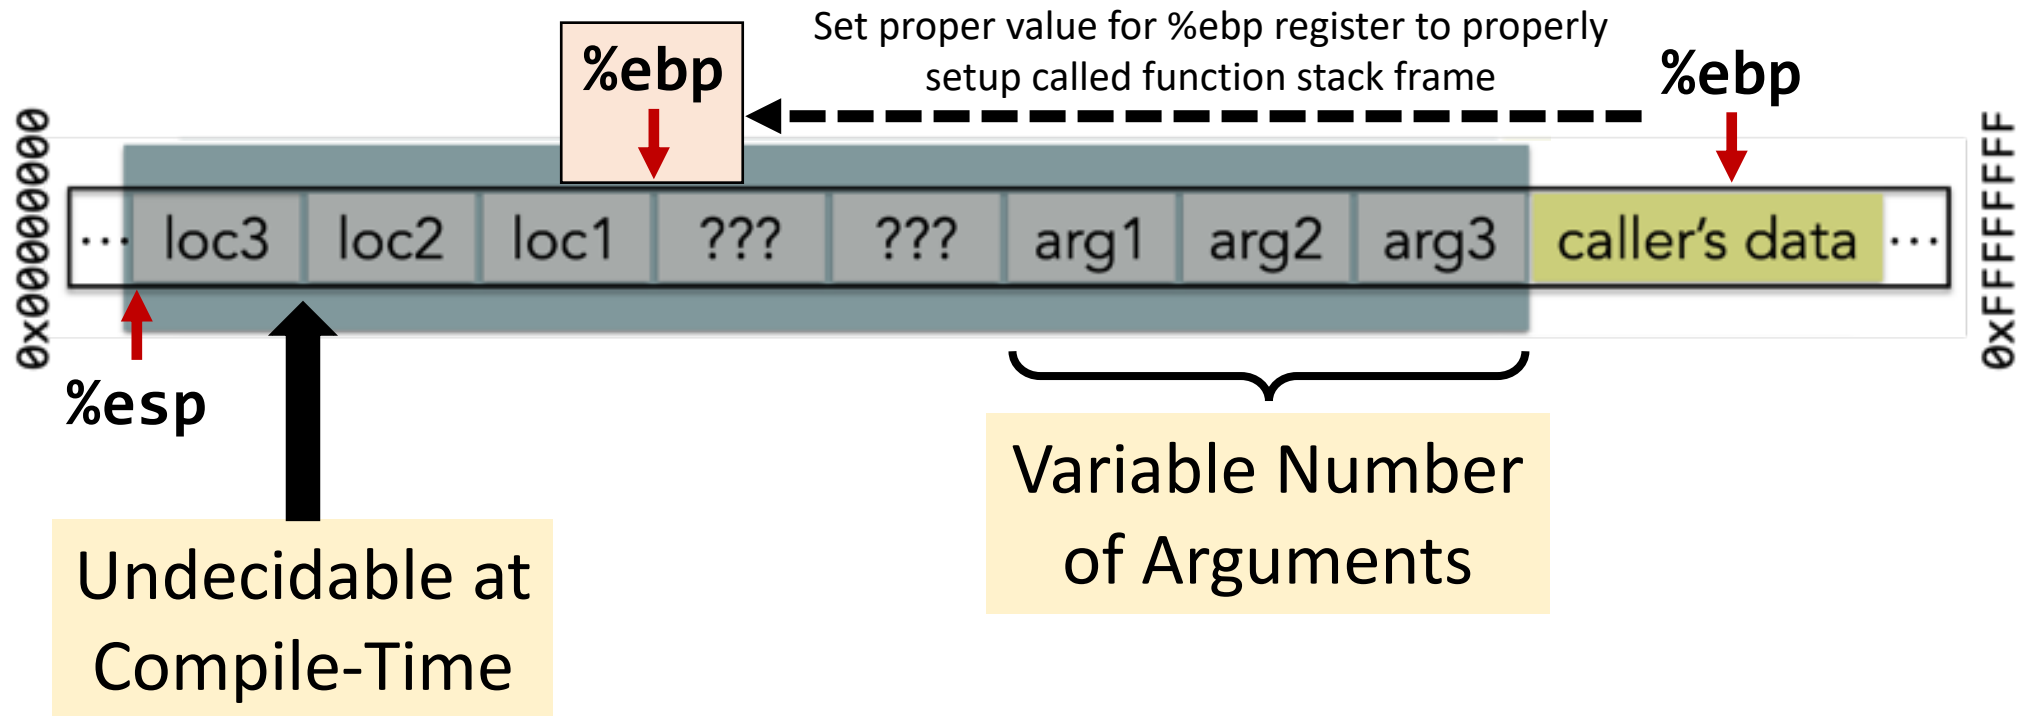 Set proper value for %ebp register to properly
setup called function stack frame
%ebp
%ebp
0x00000000
0xFFFFFFFF
... loc3 loc2 loc1 ??? ??? arg1 arg2 arg3 caller's data ...
%esp
Variable Number
of Arguments
Undecidable at
Compile-Time